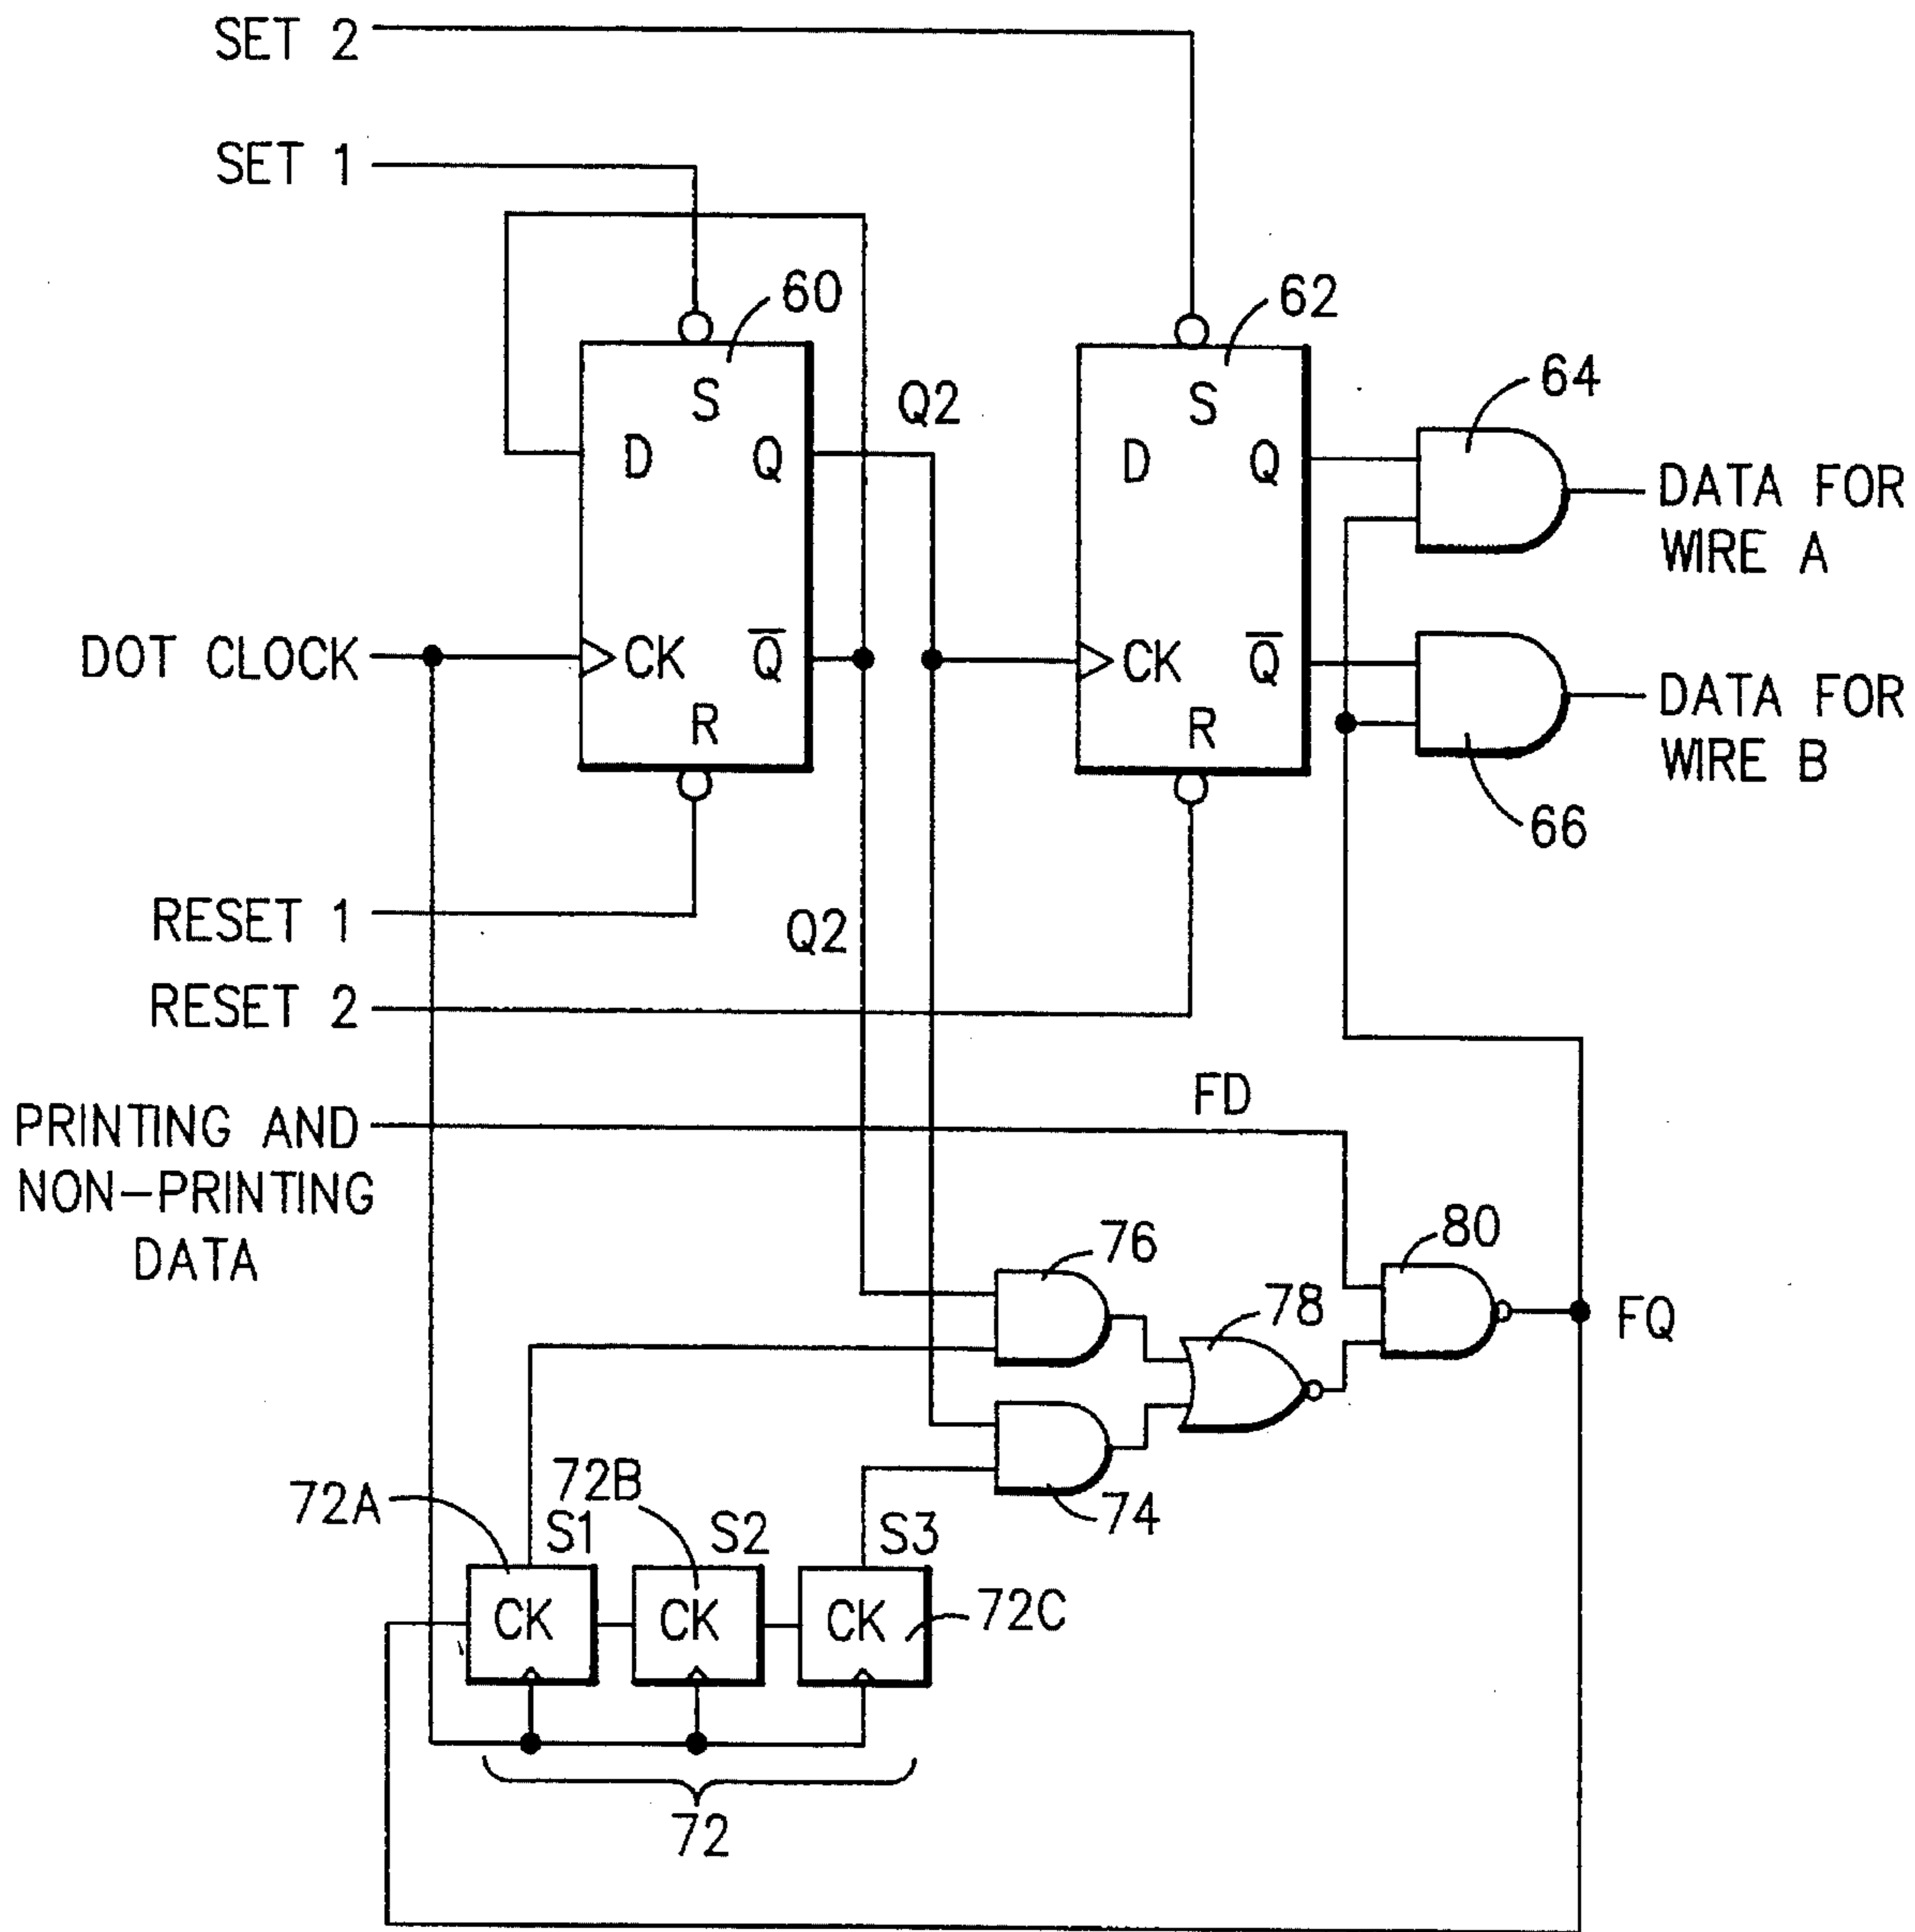 SET 2
SET 1
60
62
S
Q2
S
64
D
Q
D
Q
DATA FOR
WIRE A
DOT CLOCK
CK
Q̅
CK
Q̅
DATA FOR
WIRE B
R
R
66
RESET 1
Q2
RESET 2
FD
PRINTING AND
NON-PRINTING
DATA
76
80
78
FQ
72A
72B
74
S1
S2
S3
CK
CK
CK
72C
72